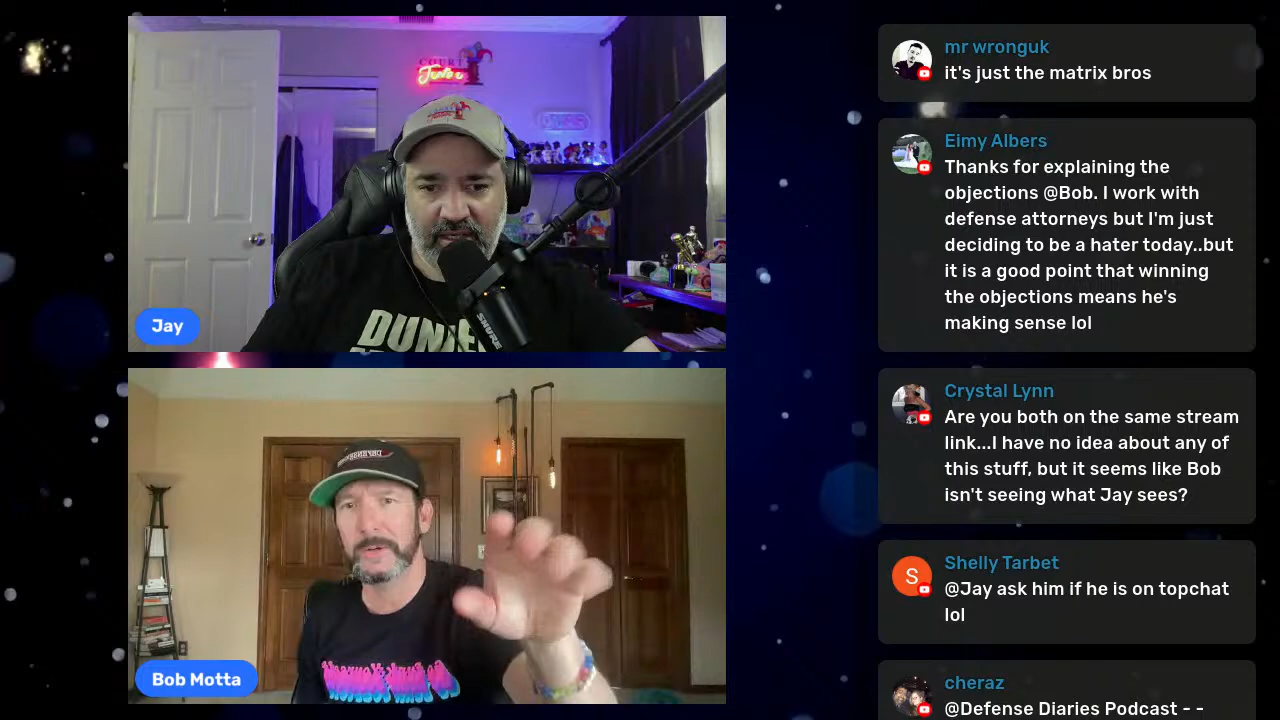 COURT
Jester
SHURE
Jay
Bob Motta
mr wronguk
it's just the matrix bros
Eimy Albers
Thanks for explaining the
objections @Bob. I work with
defense attorneys but I'm just
deciding to be a hater today..but
it is a good point that winning
the objections means he's
making sense lol
Crystal Lynn
Are you both on the same stream
link...I have no idea about any of
this stuff, but it seems like Bob
isn't seeing what Jay sees?
S
Shelly Tarbet
@Jay ask him if he is on topchat
lol
cheraz
@Defense Diaries Podcast - -